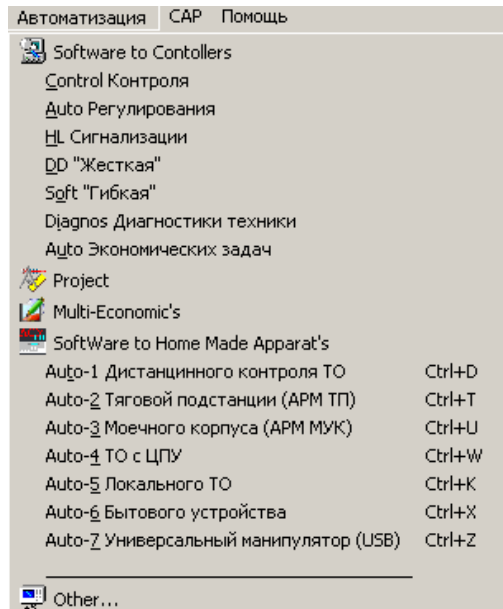 Автоматизация САР Помощь
Software to Contollers
Control Контроля
Auto Регулирования
HL Сигнализации
DD "Жесткая"
Soft "Гибкая"
Diagnos Диагностики техники
Auto Экономических задач
Project
Multi-Economic's
SoftWare to Home Made Apparat's
Auto-1 Дистанцинного контроля ТО Ctrl+D
Auto-2 Тяговой подстанции (АРМ ТП) Ctrl+T
Auto-3 Моечного корпуса (АРМ МУК) Ctrl+U
Auto-4 ТО с ЦПУ Ctrl+W
Auto-5 Локального ТО Ctrl+K
Auto-6 Бытового устройства Ctrl+X
Auto-7 Универсальный манипулятор (USB) Ctrl+Z
Other...